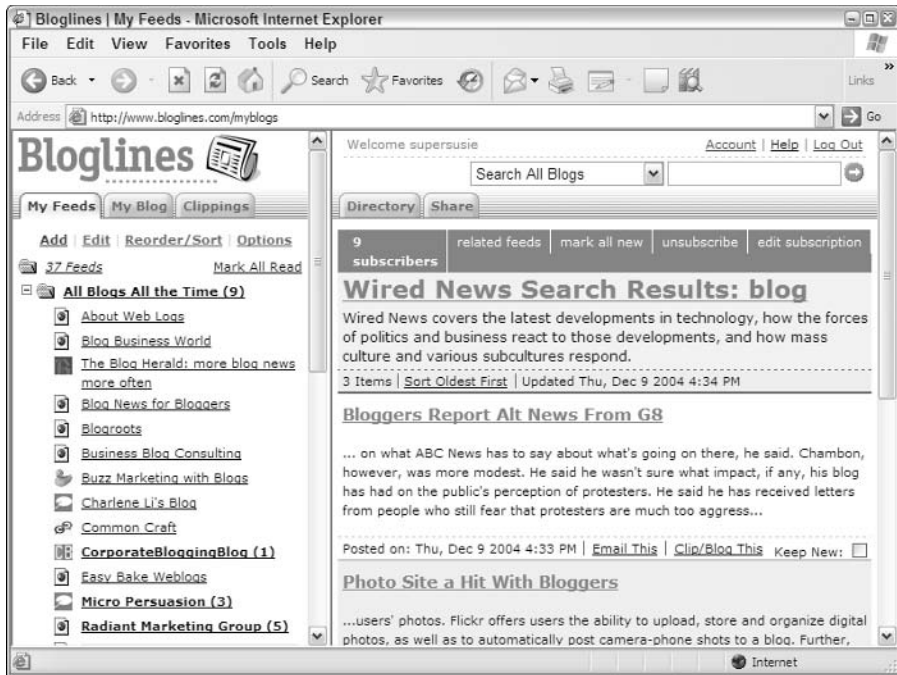 Bloglines | My Feeds - Microsoft Internet Explorer
File Edit View Favorites Tools Help
Back Search Favorites Links »
Address http://www.bloglines.com/myblogs Go
Bloglines
My Feeds My Blog Clippings
Add | Edit | Reorder/Sort | Options
37 Feeds Mark All Read
All Blogs All the Time (9)
About Web Logs
Blog Business World
The Blog Herald: more blog news
more often
Blog News for Bloggers
Blogroots
Business Blog Consulting
Buzz Marketing with Blogs
Charlene Li's Blog
Common Craft
CorporateBloggingBlog (1)
Easy Bake Weblogs
Micro Persuasion (3)
Radiant Marketing Group (5)
Welcome supersusie Account | Help | Log Out
Search All Blogs
Directory Share
9
subscribers
related feeds | mark all new | unsubscribe | edit subscription
Wired News Search Results: blog
Wired News covers the latest developments in technology, how the forces
of politics and business react to those developments, and how mass
culture and various subcultures respond.
3 Items | Sort Oldest First | Updated Thu, Dec 9 2004 4:34 PM
Bloggers Report Alt News From G8
... on what ABC News has to say about what's going on there, he said. Chambon,
however, was more modest. He said he wasn't sure what impact, if any, his blog
has had on the public's perception of protesters. He said he has received letters
from people who still fear that protesters are much too aggress...
Posted on: Thu, Dec 9 2004 4:33 PM | Email This | Clip/Blog This Keep New:
Photo Site a Hit With Bloggers
...users' photos. Flickr offers users the ability to upload, store and organize digital
photos, as well as to automatically post camera-phone shots to a blog. Further,
Internet